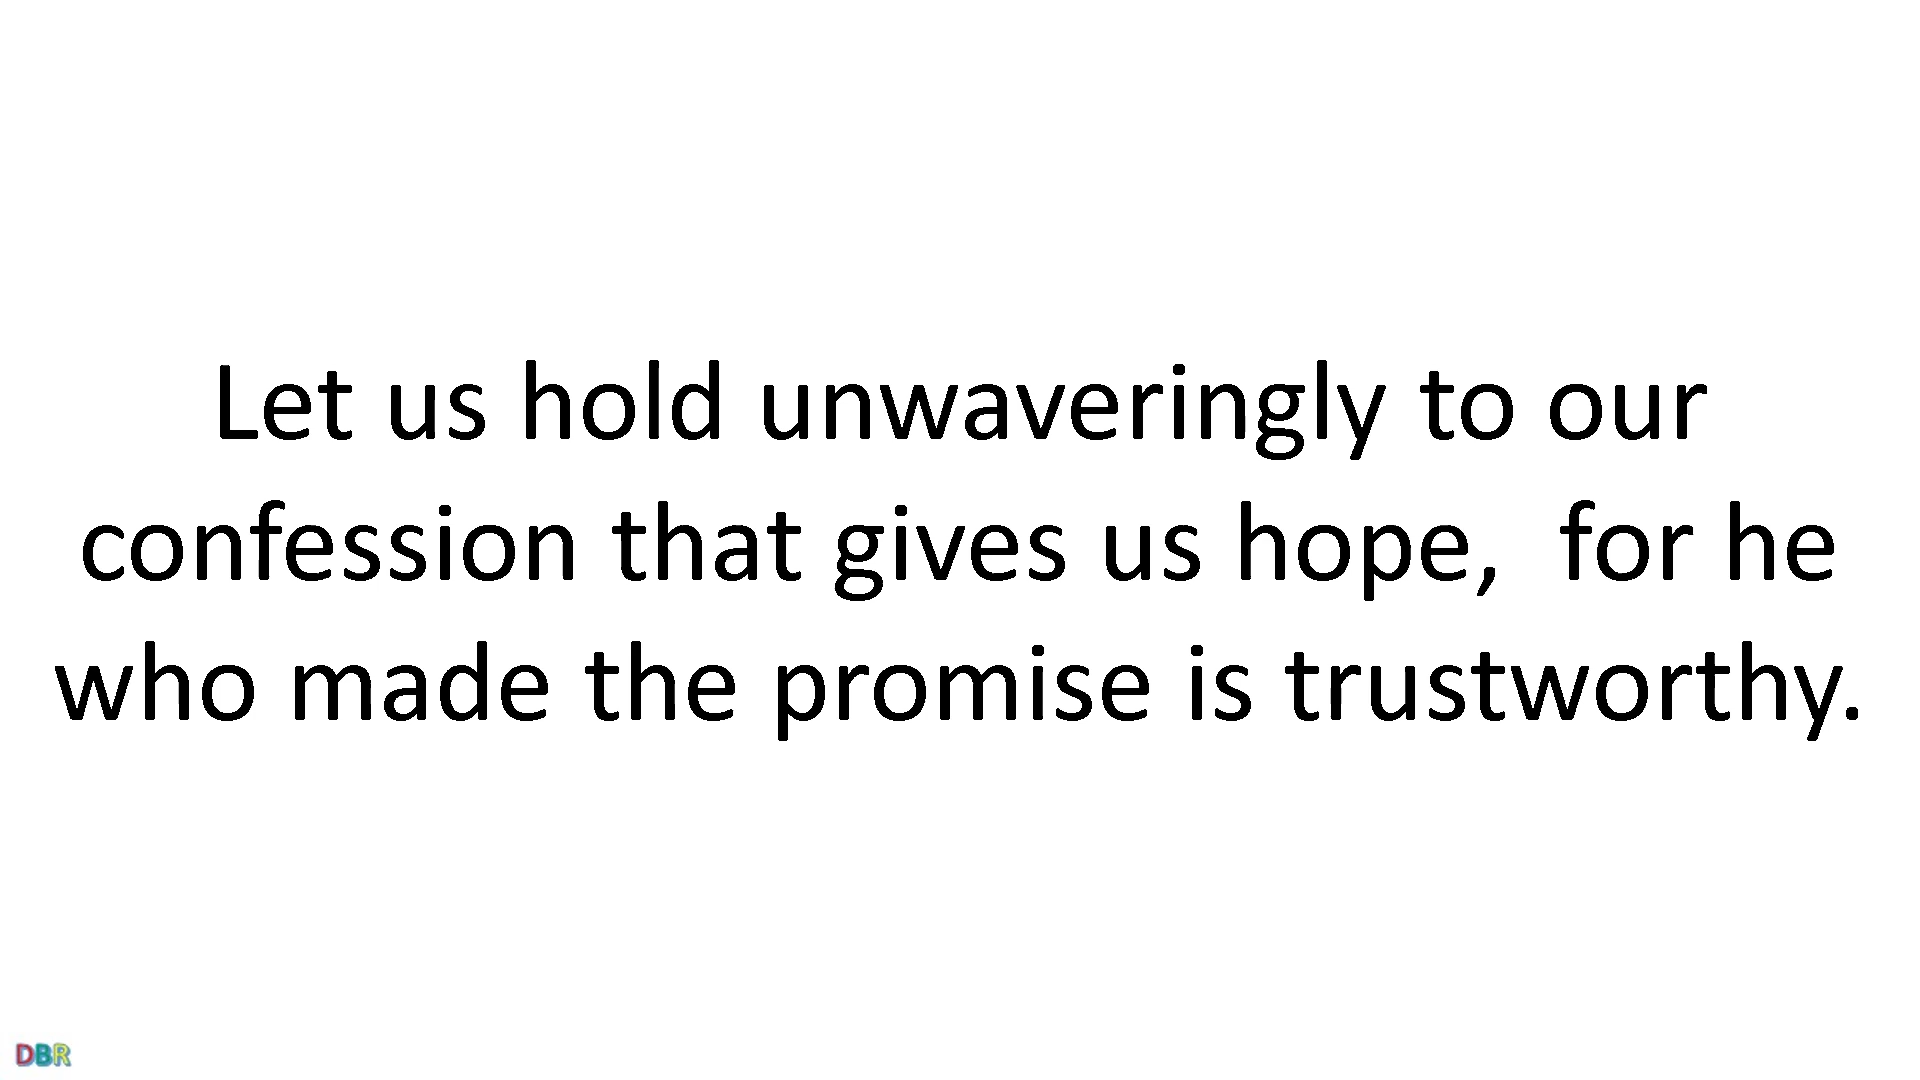 Let us hold unwaveringly to our
confession that gives us hope,  for he
who made the promise is trustworthy.
DBR